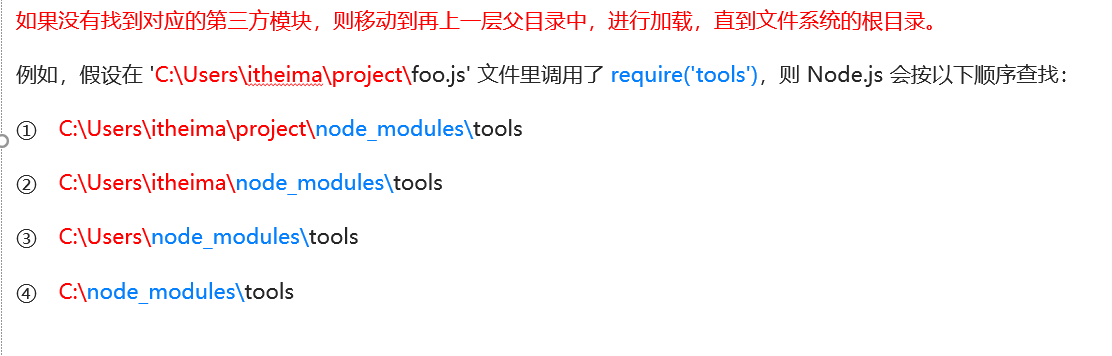 如果没有找到对应的第三方模块，则移动到再上一层父目录中，进行加载，直到文件系统的根目录。
例如，假设在 'C:\Users\itheima\project\foo.js' 文件里调用了 require('tools')，则 Node.js 会按以下顺序查找：
① C:\Users\itheima\project\node_modules\tools
② C:\Users\itheima\node_modules\tools
③ C:\Users\node_modules\tools
④ C:\node_modules\tools